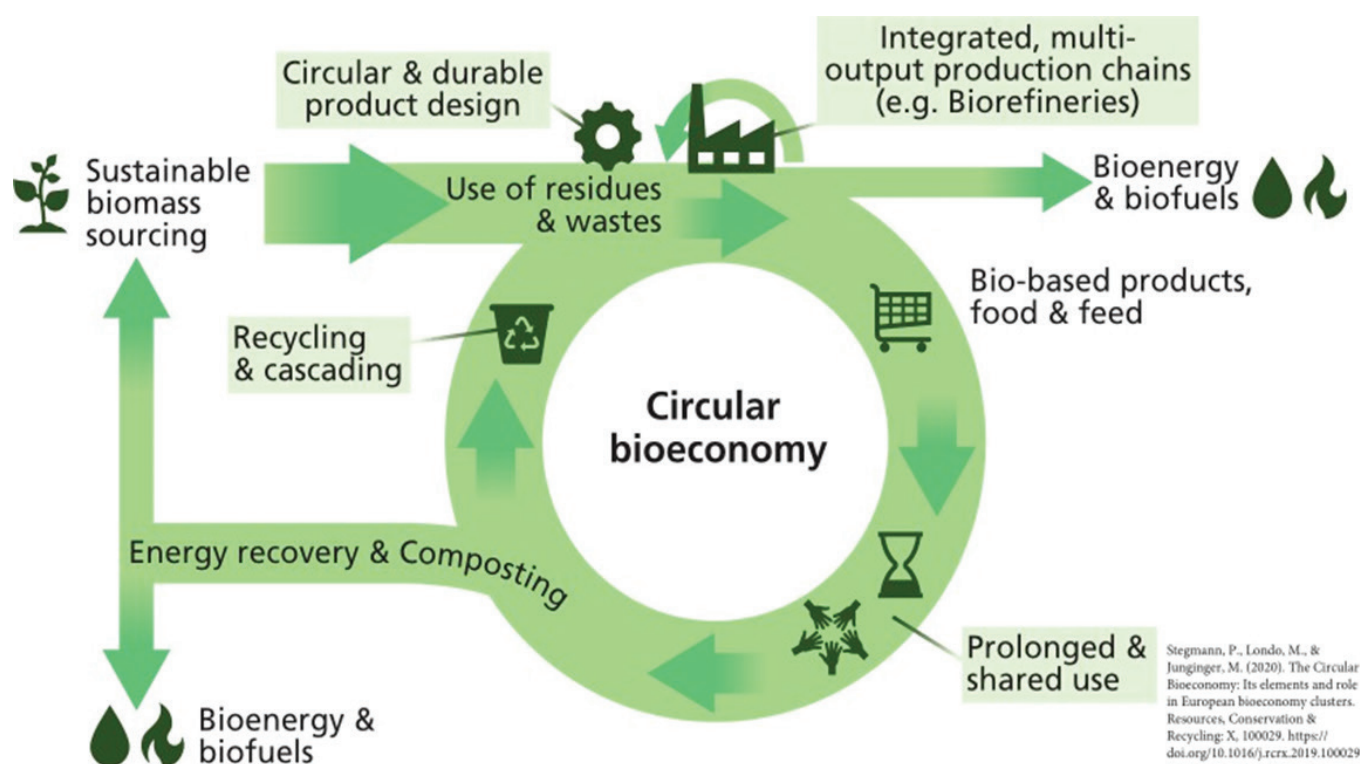 Circular & durable
product design
Integrated, multi-
output production chains
(e.g. Biorefineries)
Sustainable
biomass
sourcing
Use of residues
& wastes
Bioenergy
& biofuels
Bio-based products,
food & feed
Recycling
& cascading
Circular
bioeconomy
Energy recovery & Composting
Prolonged &
shared use
Stegmann, P., Londo, M., &
Junginger, M. (2020). The Circular
Bioeconomy: Its elements and role
in European bioeconomy clusters.
Resources, Conservation &
Recycling: X, 100029. https://
doi.org/10.1016/j.rcrx.2019.100029
Bioenergy &
biofuels